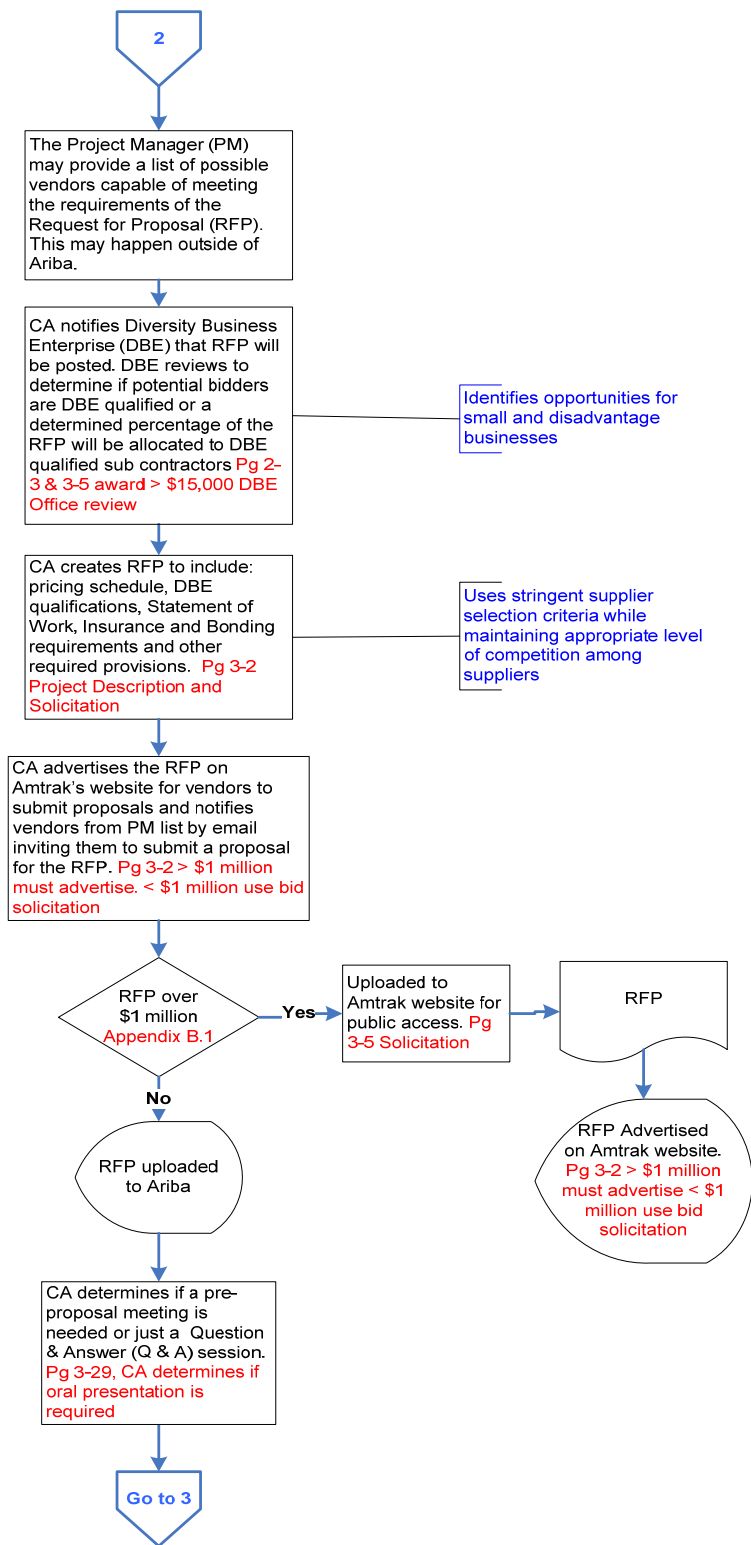 2
The Project Manager (PM)
may provide a list of possible
vendors capable of meeting
the requirements of the
Request for Proposal (RFP).
This may happen outside of
Ariba.
CA notifies Diversity Business
Enterprise (DBE) that RFP will
be posted. DBE reviews to
determine if potential bidders
are DBE qualified or a
determined percentage of the
RFP will be allocated to DBE
qualified sub contractors Pg 2-
3 & 3-5 award > $15,000 DBE
Office review
Identifies opportunities for
small and disadvantage
businesses
CA creates RFP to include:
pricing schedule, DBE
qualifications, Statement of
Work, Insurance and Bonding
requirements and other
required provisions. Pg 3-2
Project Description and
Solicitation
Uses stringent supplier
selection criteria while
maintaining appropriate level
of competition among
suppliers
CA advertises the RFP on
Amtrak's website for vendors to
submit proposals and notifies
vendors from PM list by email
inviting them to submit a proposal
for the RFP. Pg 3-2 > $1 million
must advertise. < $1 million use bid
solicitation
RFP over
$1 million
Appendix B.1
Yes
Uploaded to
Amtrak website for
public access. Pg
3-5 Solicitation
RFP
No
RFP uploaded
to Ariba
RFP Advertised
on Amtrak website.
Pg 3-2 > $1 million
must advertise < $1
million use bid
solicitation
CA determines if a pre-
proposal meeting is
needed or just a Question
& Answer (Q & A) session.
Pg 3-29, CA determines if
oral presentation is
required
Go to 3